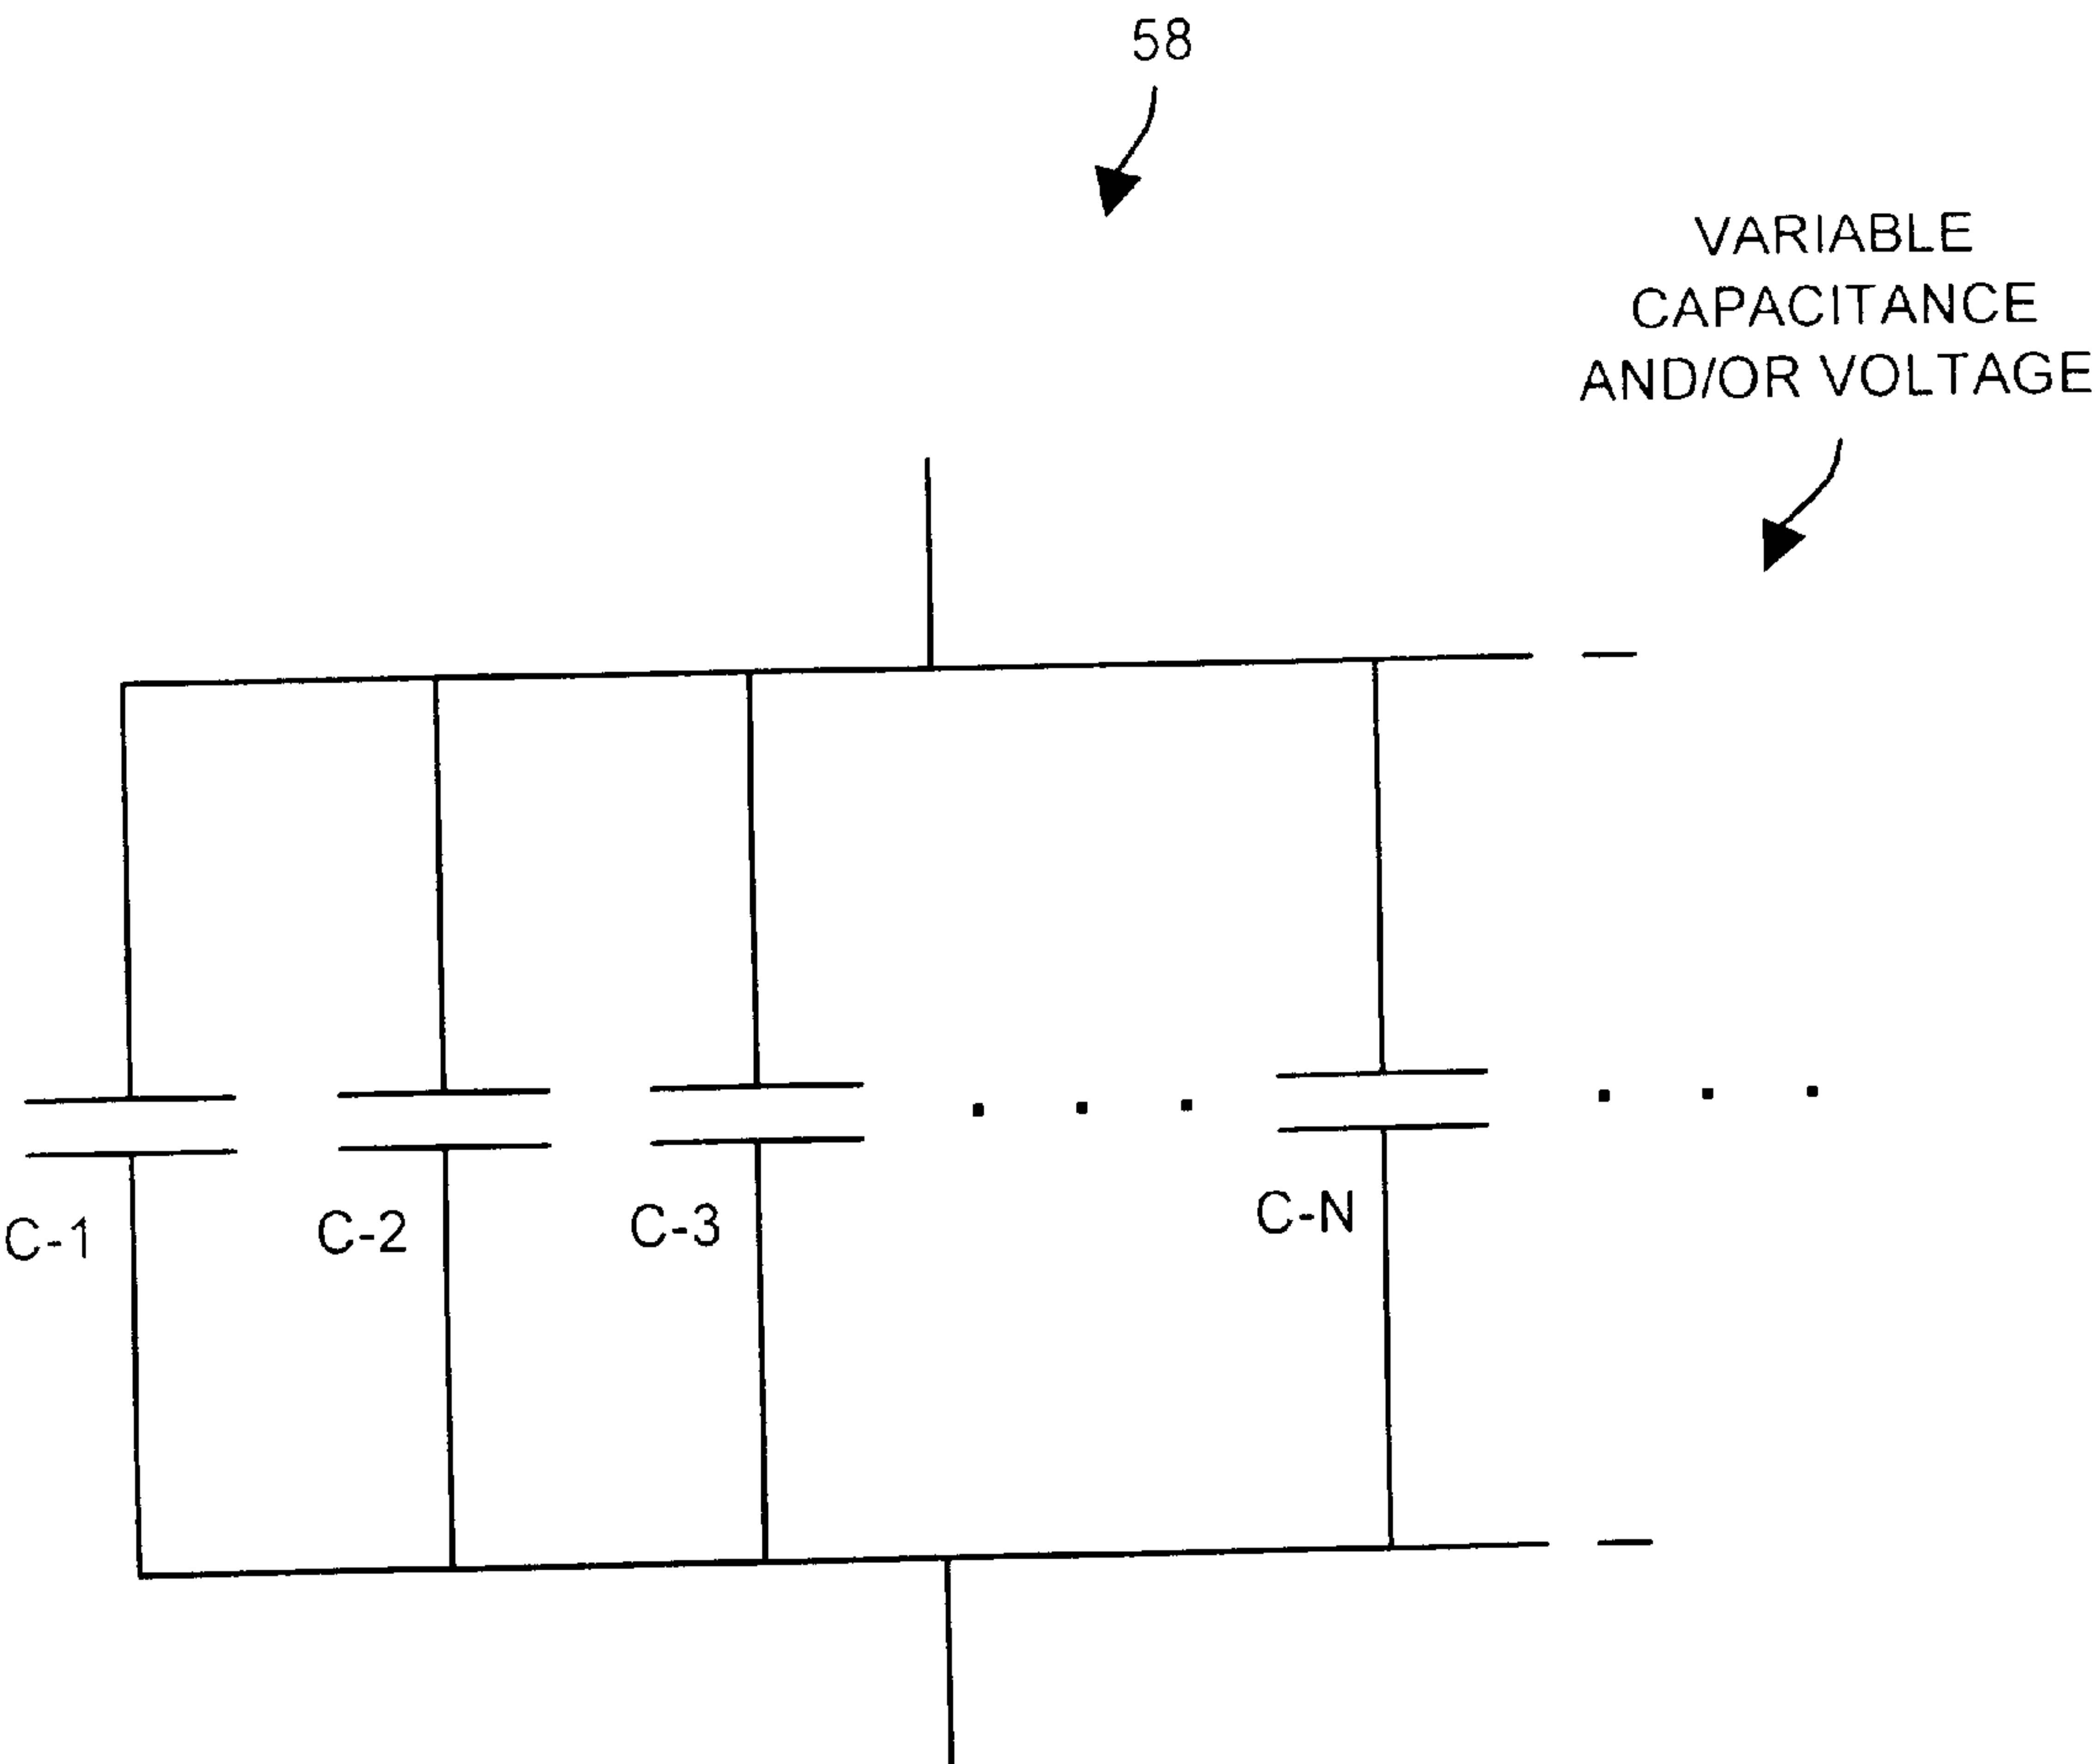 58
VARIABLE
CAPACITANCE
AND/OR VOLTAGE
C-1
C-2
C-3
C-N